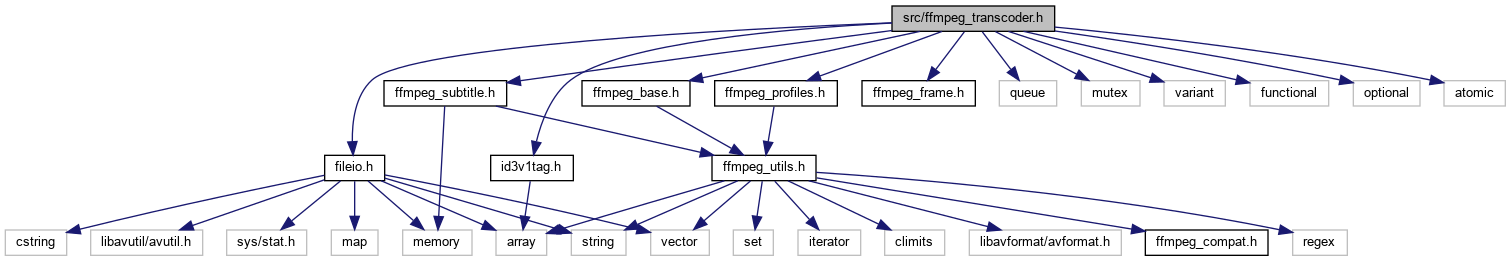 src/ffmpeg_transcoder.h
ffmpeg_subtitle.h
ffmpeg_base.h
ffmpeg_profiles.h
ffmpeg_frame.h
queue
mutex
variant
functional
optional
atomic
fileio.h
id3v1tag.h
ffmpeg_utils.h
cstring
libavutil/avutil.h
sys/stat.h
map
memory
array
string
vector
set
iterator
climits
libavformat/avformat.h
ffmpeg_compat.h
regex